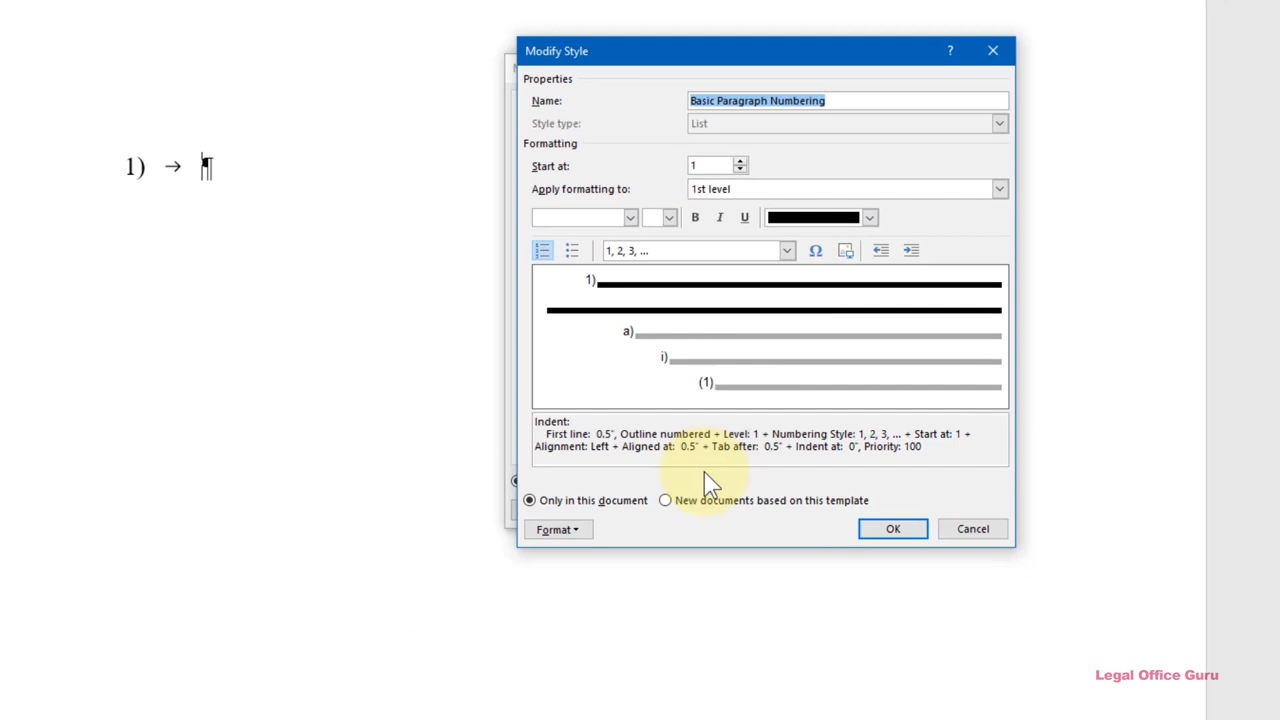 Modify Style ?
Properties
Name: Basic Paragraph Numbering
Style type: List
Formatting
Start at: 1
Apply formatting to: 1st level
B I U
1, 2, 3, ... Ω
1) → ¶
1)
a)
i)
(1)
Indent:
First line: 0.5", Outline numbered + Level: 1 + Numbering Style: 1, 2, 3, ... + Start at: 1 +
Alignment: Left + Aligned at: 0.5" + Tab after: 0.5" + Indent at: 0", Priority: 100
Only in this document New documents based on this template
Format OK Cancel
Legal Office Guru